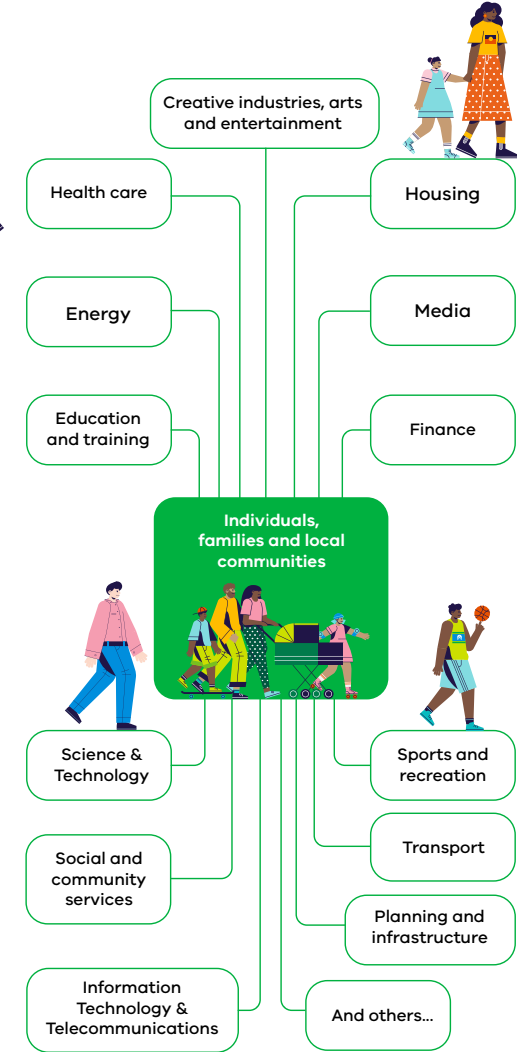 Creative industries, arts
and entertainment
Health care
Housing
Energy
Media
Education
and training
Finance
Individuals,
families and local
communities
Science &
Technology
Sports and
recreation
Social and
community
services
Transport
Planning and
infrastructure
Information
Technology &
Telecommunications
And others...